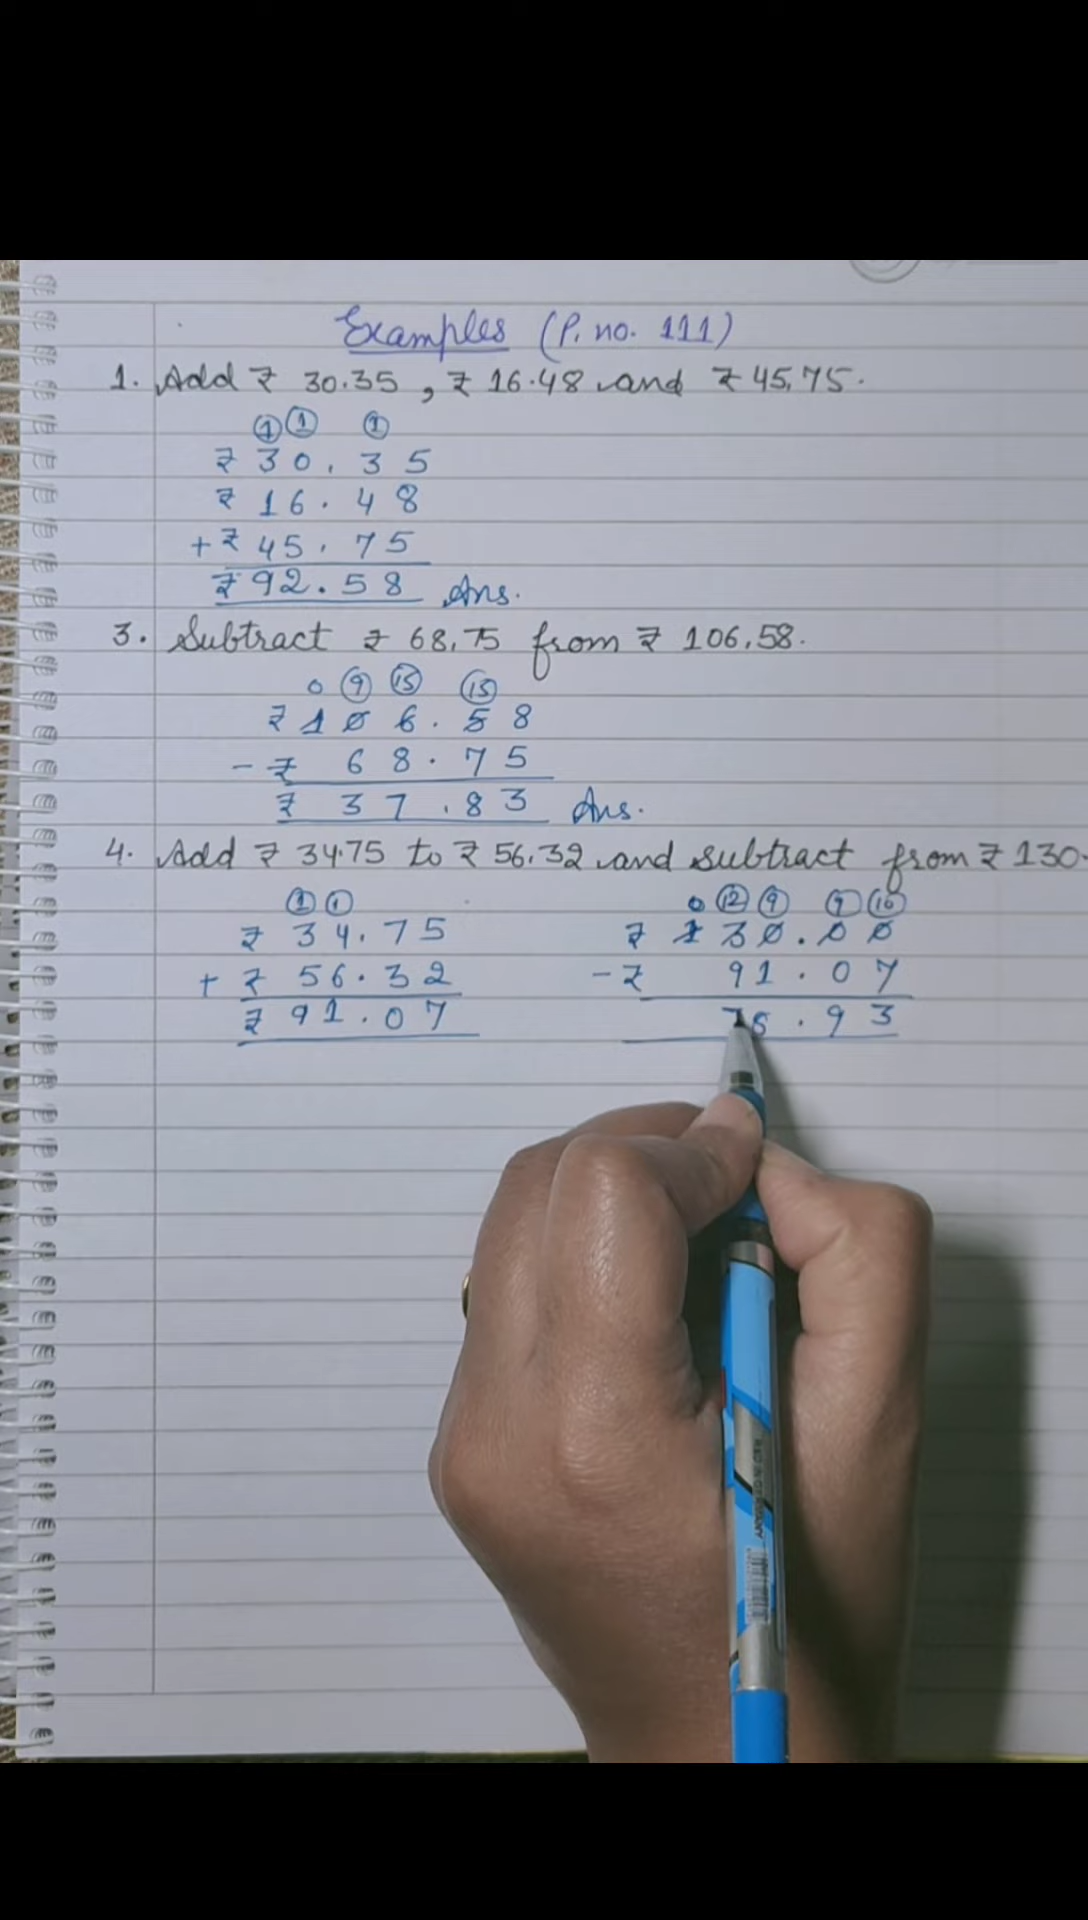 Examples (P. no. 111)
1. Add ₹ 30.35, ₹ 16.48 and ₹ 45.75.
① ① ①
₹ 30.35
₹ 16.48
+ ₹ 45.75
₹ 92.58 Ans.
3. Subtract ₹ 68.75 from ₹ 106.58.
0 ⑨ ⑮ ⑮
₹ 106.58
- ₹ 68.75
₹ 37.83 Ans.
4. Add ₹ 34.75 to ₹ 56.32 and subtract from ₹ 130.
① ① 0 ⑫ ⑨ ⑨ ⑩
₹ 34.75 ₹ 130.00
+ ₹ 56.32 - ₹ 91.07
₹ 91.07 .93